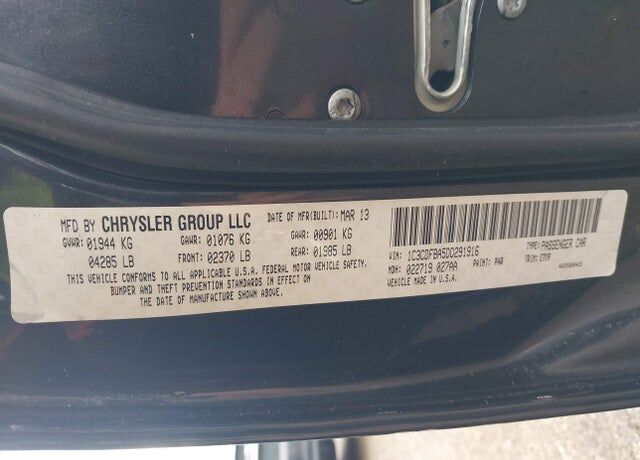 MFD BY CHRYSLER GROUP LLC DATE OF MFR(BUILT): MAR 13
GVWR: 01944 KG GAWR: 01076 KG GAWR: 00901 KG
04285 LB FRONT: 02370 LB REAR: 01985 LB
THIS VEHICLE CONFORMS TO ALL APPLICABLE U.S.A. FEDERAL MOTOR VEHICLE SAFETY,
BUMPER AND THEFT PREVENTION STANDARDS IN EFFECT ON
THE DATE OF MANUFACTURE SHOWN ABOVE.
VIN: 1C3CDFBA5DD291916 TYPE: PASSENGER CAR
MDH: 022719 027AA PAINT: PAR TRIM:
VEHICLE MADE IN U.S.A.